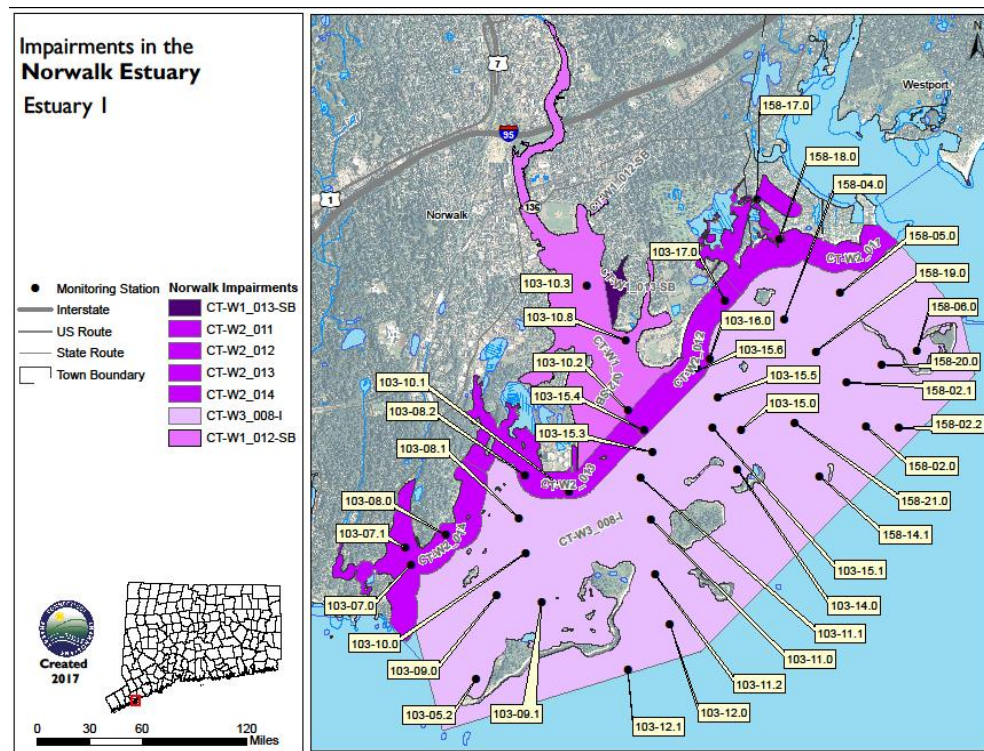 Impairments in the
Norwalk Estuary
Estuary 1
Monitoring Station
Interstate
US Route
State Route
Town Boundary
Norwalk Impairments
CT-W1_013-SB
CT-W2_011
CT-W2_012
CT-W2_013
CT-W2_014
CT-W3_008-I
CT-W1_012-SB
Created
2017
0 30 60 120
Miles
N
Westport
7
95
1
Norwalk
136
CT-W1_012-SB
158-17.0
158-18.0
158-04.0
158-05.0
CT-W2_011
158-19.0
103-17.0
CT-W1_013-SB
103-10.3
158-06.0
103-10.8
103-16.0
CT-W2_012
103-15.6
158-20.0
103-10.2
CT-W1_012-SB
103-15.5
158-02.1
103-10.1
103-15.4
103-08.2
103-15.0
158-02.2
103-15.3
103-08.1
158-02.0
CT-W2_013
158-21.0
103-08.0
CT-W3_008-I
158-14.1
103-07.1
CT-W2_014
103-15.1
103-07.0
103-14.0
103-10.0
103-11.1
103-11.0
103-09.0
103-11.2
103-05.2
103-09.1
103-12.0
103-12.1